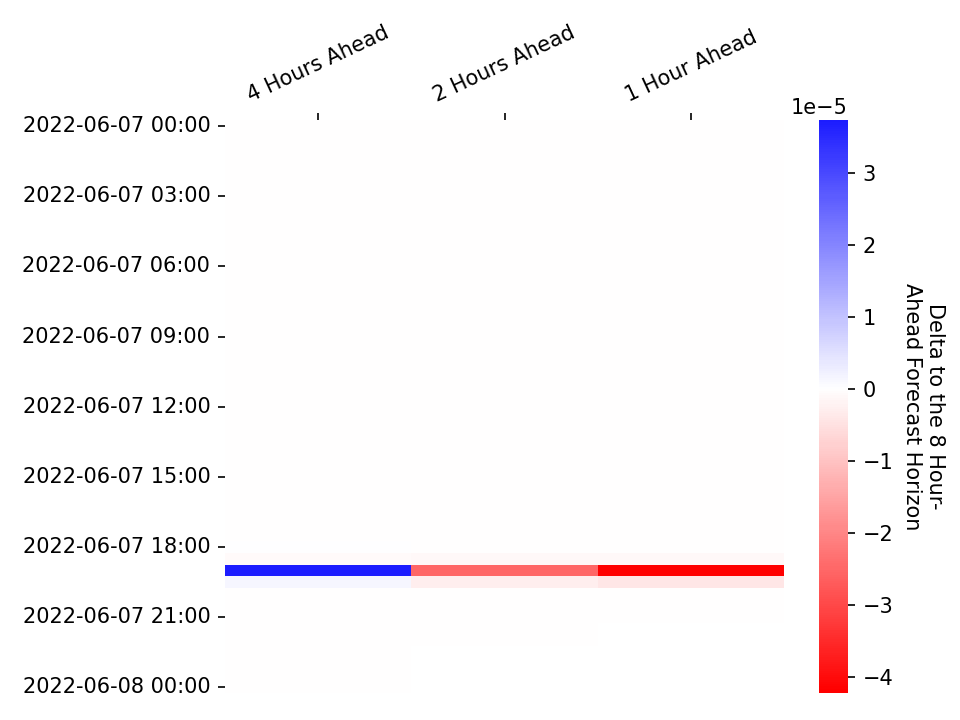 4 Hours Ahead
2 Hours Ahead
1 Hour Ahead
1e−5
2022-06-07 00:00
2022-06-07 03:00
2022-06-07 06:00
2022-06-07 09:00
2022-06-07 12:00
2022-06-07 15:00
2022-06-07 18:00
2022-06-07 21:00
2022-06-08 00:00
3
2
1
0
−1
−2
−3
−4
Delta to the 8 Hour-
Ahead Forecast Horizon